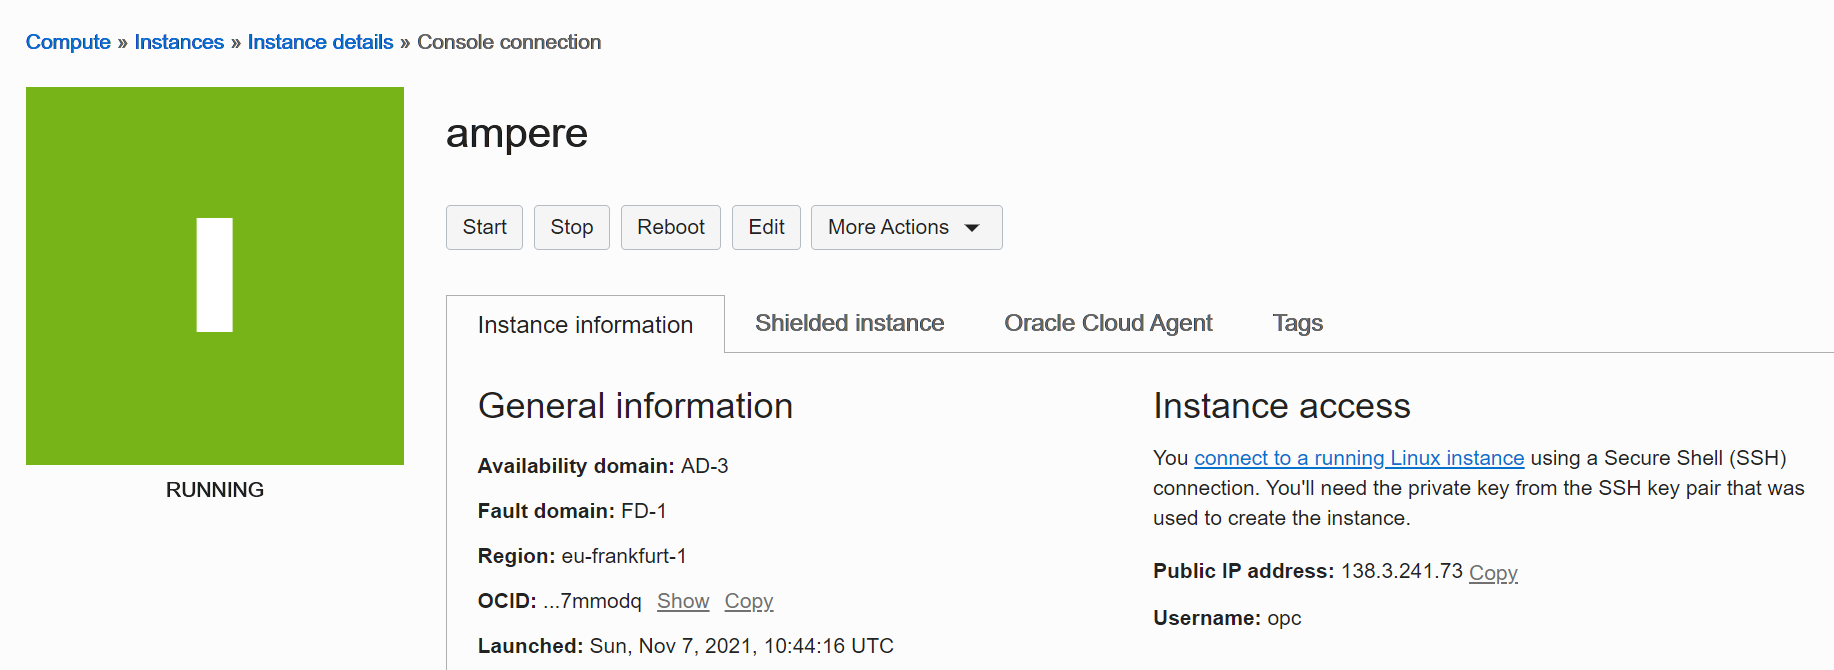 Compute » Instances » Instance details » Console connection
ampere
Start Stop Reboot Edit More Actions
Instance information Shielded instance Oracle Cloud Agent Tags
General information
Availability domain: AD-3
Fault domain: FD-1
Region: eu-frankfurt-1
OCID: ...7mmodq Show Copy
Launched: Sun, Nov 7, 2021, 10:44:16 UTC
Instance access
You connect to a running Linux instance using a Secure Shell (SSH)
connection. You'll need the private key from the SSH key pair that was
used to create the instance.
Public IP address: 138.3.241.73 Copy
Username: opc
I
RUNNING